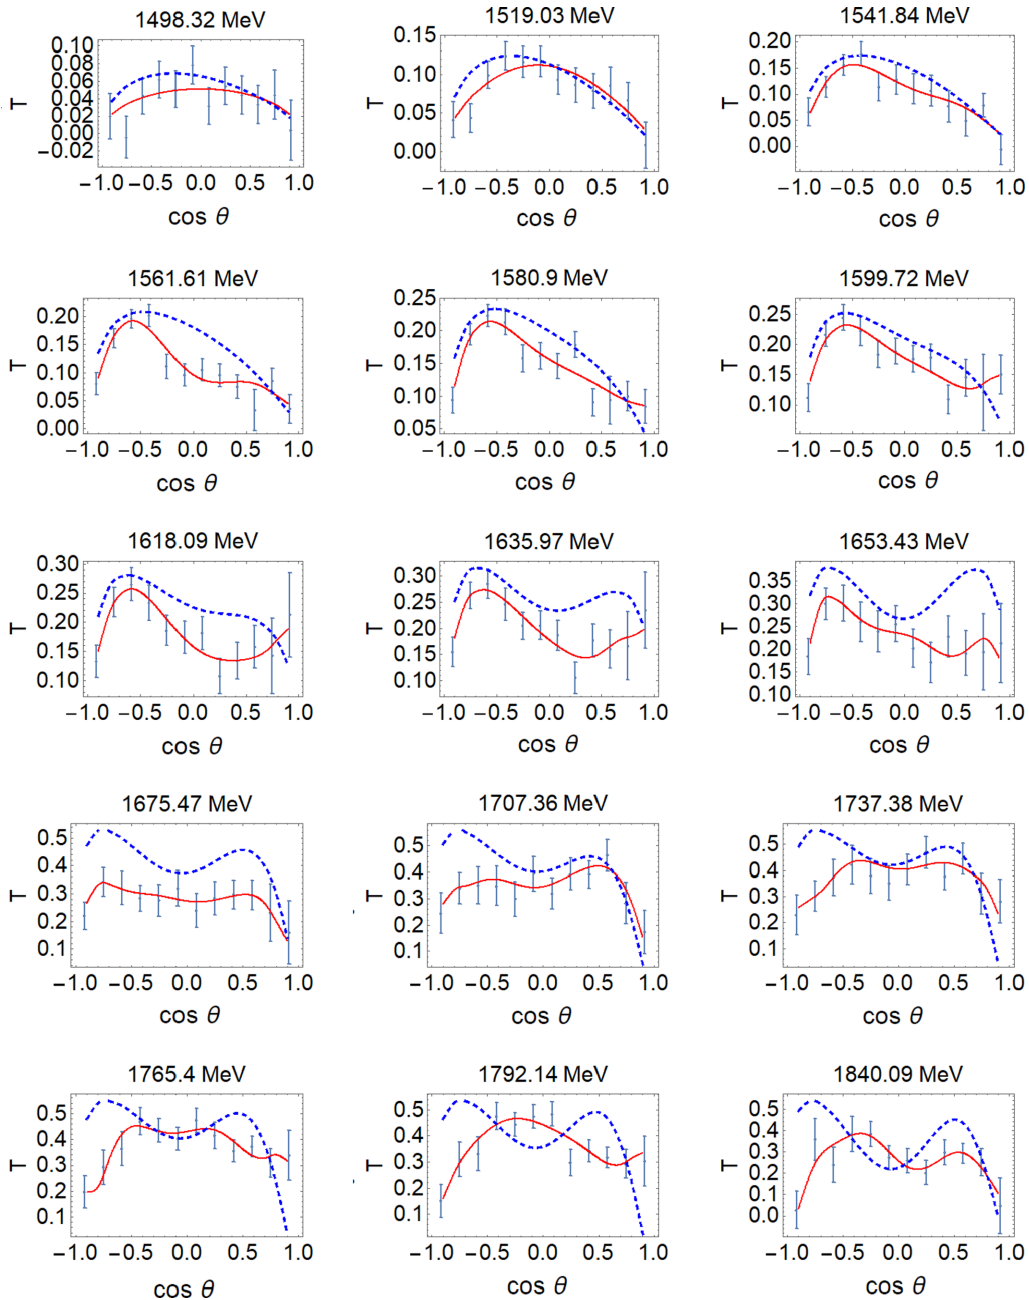 1498.32 MeV
T
0.10
0.08
0.06
0.04
0.02
0.00
−0.02
−1.0 −0.5 0.0 0.5 1.0
cos θ
1519.03 MeV
T
0.15
0.10
0.05
0.00
−1.0 −0.5 0.0 0.5 1.0
cos θ
1541.84 MeV
T
0.20
0.15
0.10
0.05
0.00
−1.0 −0.5 0.0 0.5 1.0
cos θ
1561.61 MeV
T
0.20
0.15
0.10
0.05
0.00
−1.0 −0.5 0.0 0.5 1.0
cos θ
1580.9 MeV
T
0.25
0.20
0.15
0.10
0.05
−1.0 −0.5 0.0 0.5 1.0
cos θ
1599.72 MeV
T
0.25
0.20
0.15
0.10
−1.0 −0.5 0.0 0.5 1.0
cos θ
1618.09 MeV
T
0.30
0.25
0.20
0.15
0.10
−1.0 −0.5 0.0 0.5 1.0
cos θ
1635.97 MeV
T
0.30
0.25
0.20
0.15
0.10
−1.0 −0.5 0.0 0.5 1.0
cos θ
1653.43 MeV
T
0.35
0.30
0.25
0.20
0.15
0.10
−1.0 −0.5 0.0 0.5 1.0
cos θ
1675.47 MeV
T
0.5
0.4
0.3
0.2
0.1
−1.0 −0.5 0.0 0.5 1.0
cos θ
1707.36 MeV
T
0.5
0.4
0.3
0.2
0.1
−1.0 −0.5 0.0 0.5 1.0
cos θ
1737.38 MeV
T
0.5
0.4
0.3
0.2
0.1
−1.0 −0.5 0.0 0.5 1.0
cos θ
1765.4 MeV
T
0.5
0.4
0.3
0.2
0.1
−1.0 −0.5 0.0 0.5 1.0
cos θ
1792.14 MeV
T
0.5
0.4
0.3
0.2
0.1
−1.0 −0.5 0.0 0.5 1.0
cos θ
1840.09 MeV
T
0.5
0.4
0.3
0.2
0.1
0.0
−1.0 −0.5 0.0 0.5 1.0
cos θ